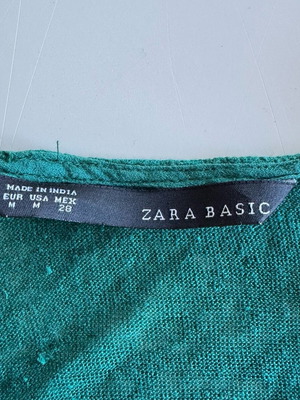 MADE IN INDIA
EUR USA MEX
M M 28
ZARA BASIC